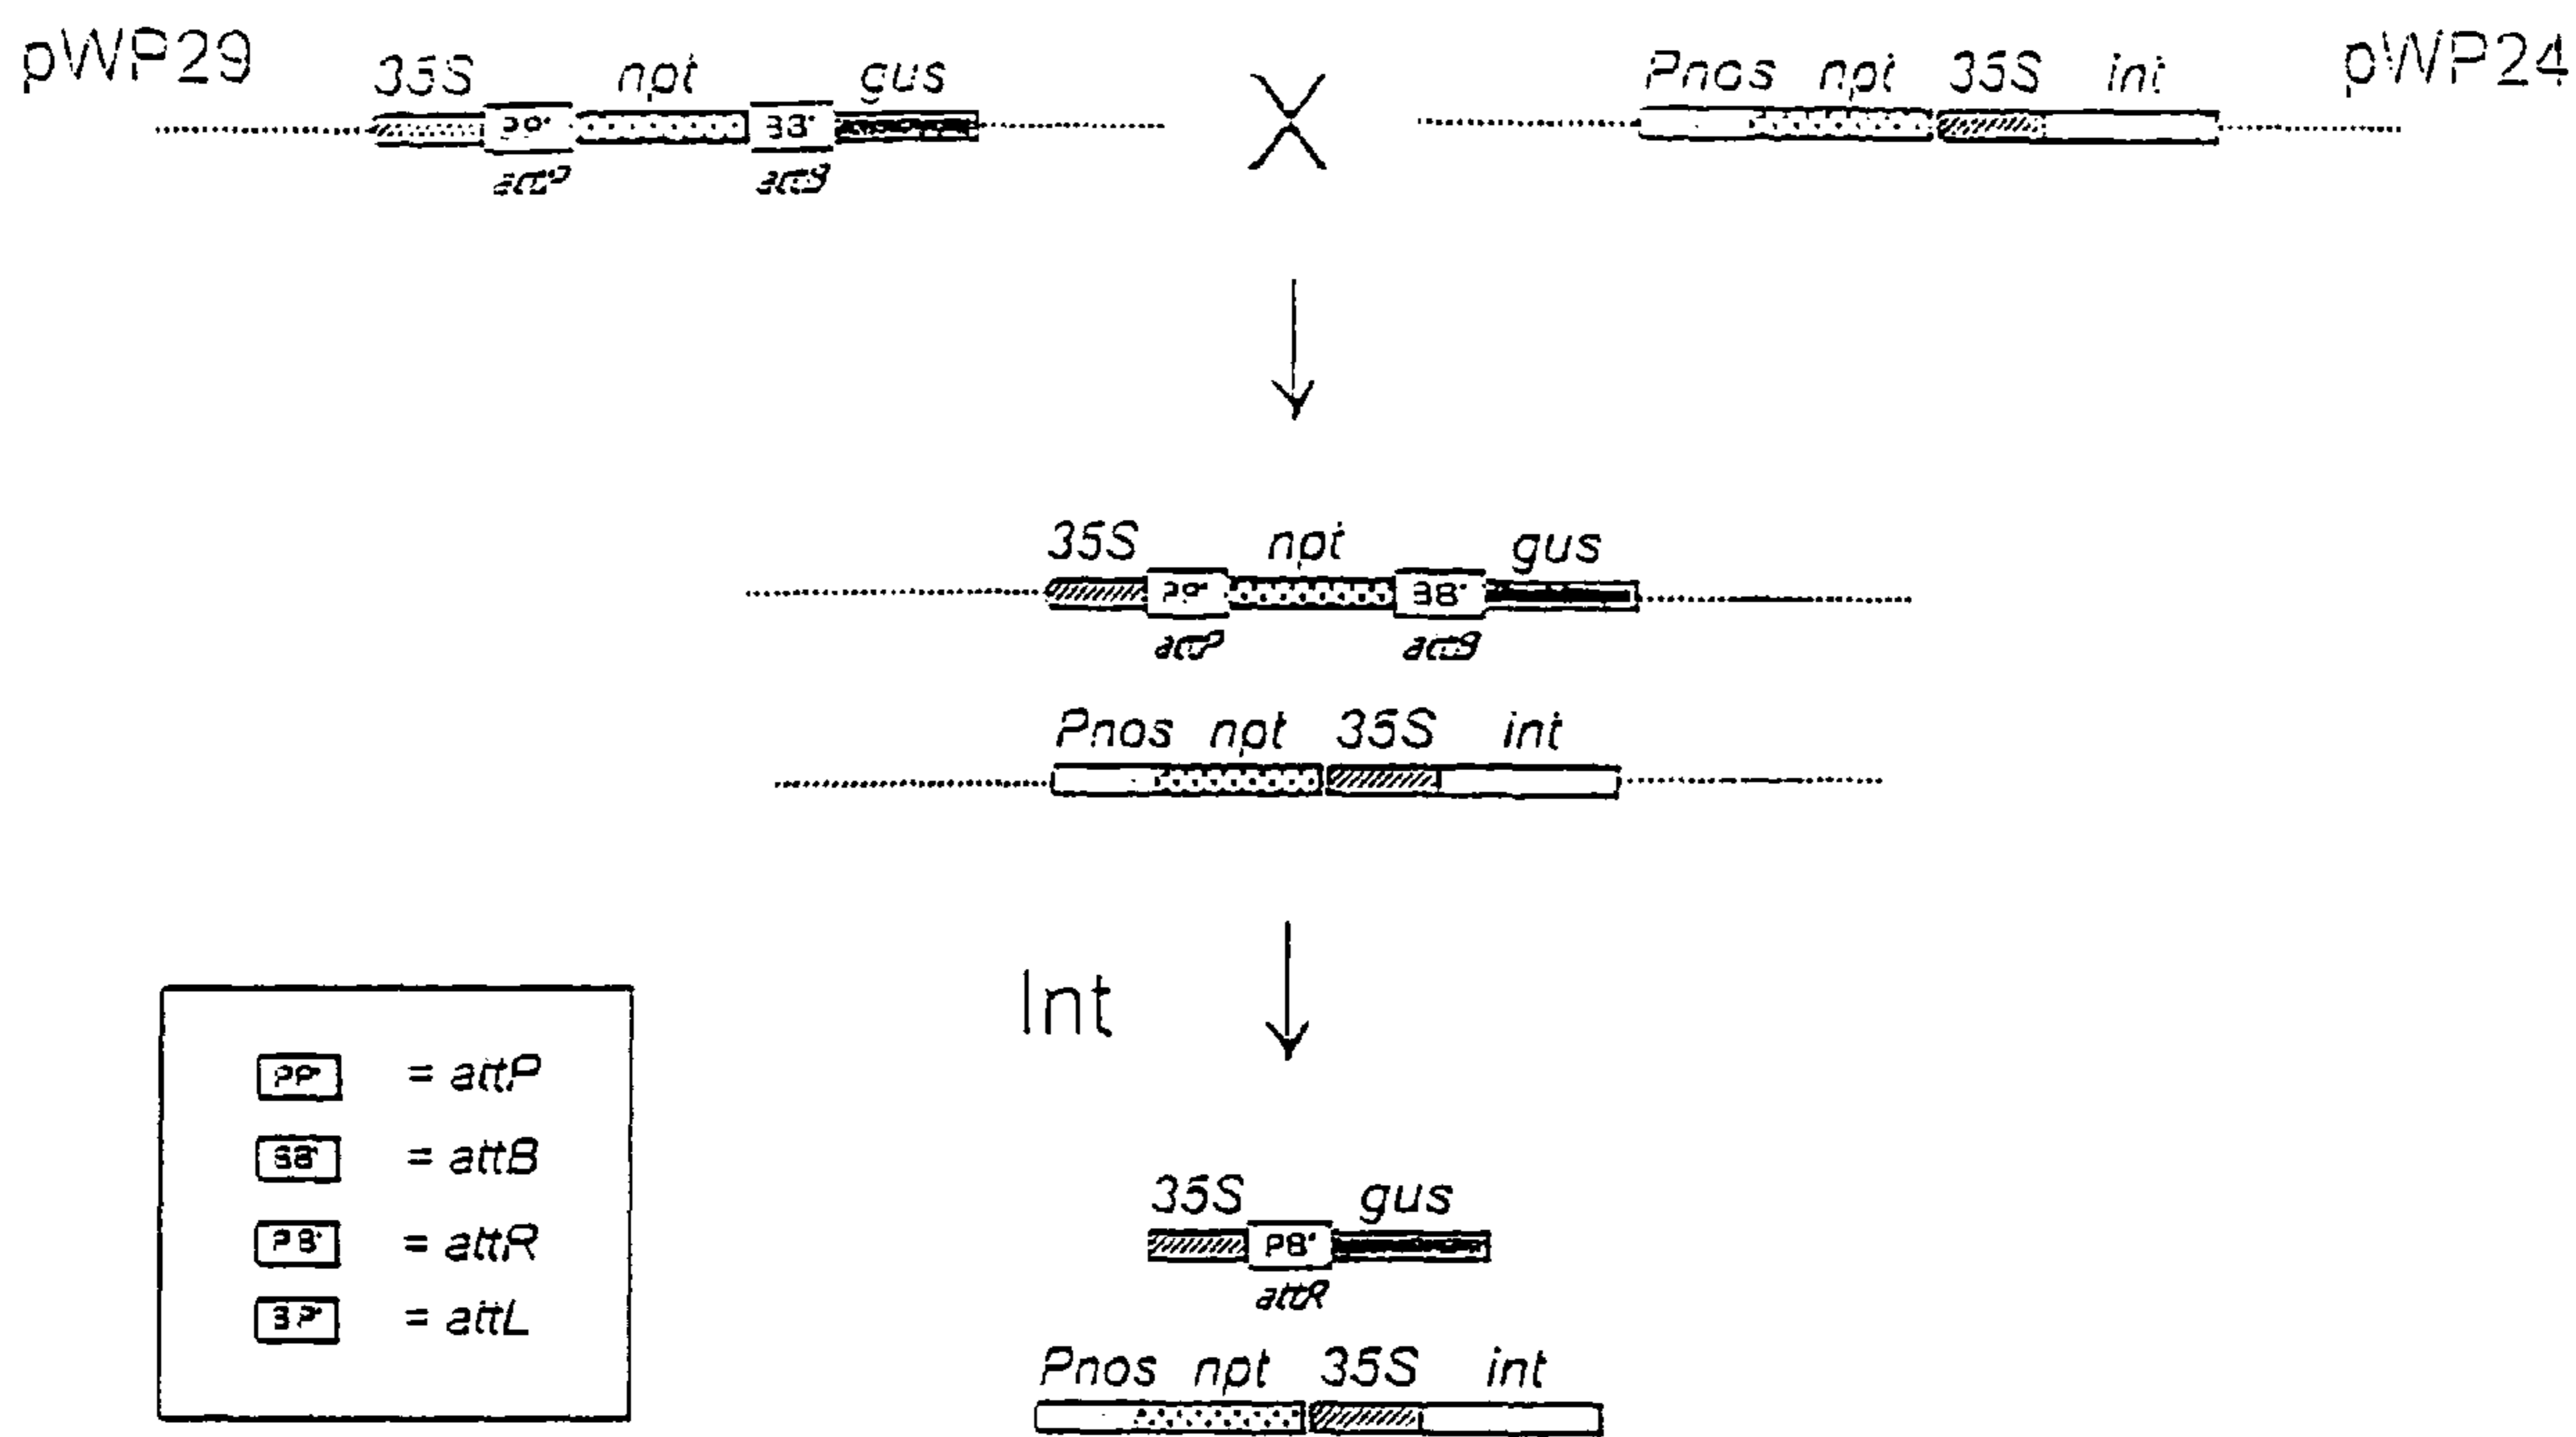 pWP29 35S npt gus Pnos npt 35S int pWP24
PP' BB'
attP attB
35S npt gus
PP' BB'
attP attB
Pnos npt 35S int
Int
PP' = attP
BB' = attB
PB' = attR
BP' = attL
35S gus
PB'
attR
Pnos npt 35S int